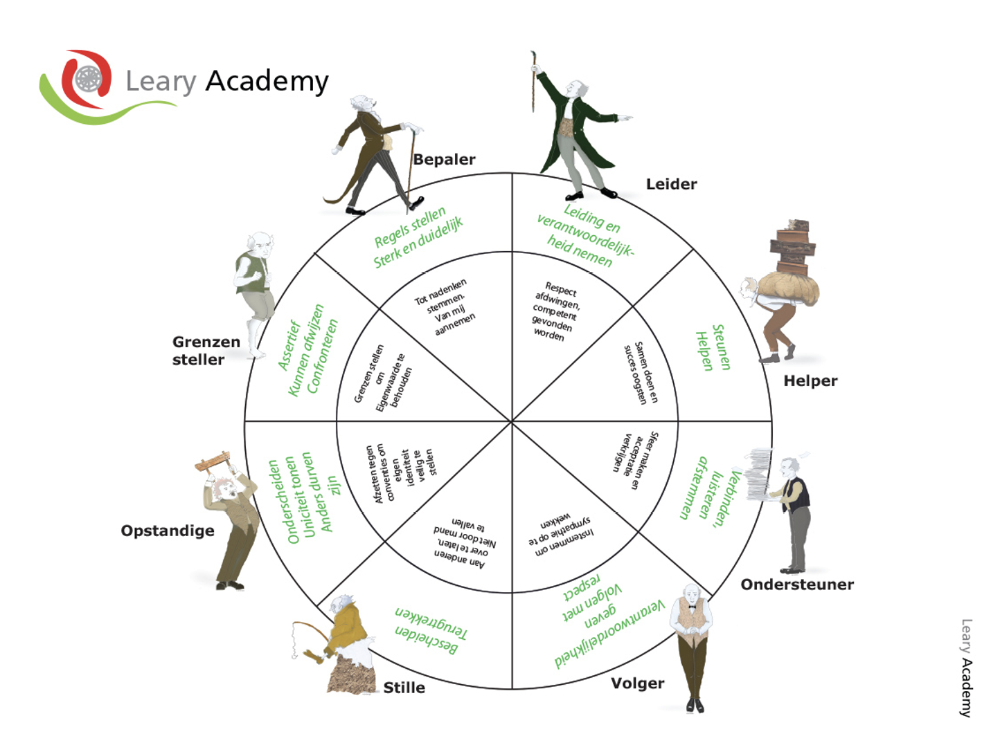 Leary Academy
Bepaler
Leider
Regels stellen
Sterk en duidelijk
Leiding en
verantwoordelijk-
heid nemen
Tot nadenken
stemmen.
Van mij
aannemen
Respect
afdwingen,
competent
gevonden
worden
Grenzen
steller
Assertief
Kunnen afwijzen
Confronteren
Grenzen stellen
om
Eigenwaarde te
behouden
Samen doen en
succes oogsten
Steunen
Helpen
Helper
Opstandige
Onderscheiden
Uniciteit tonen
Anders durven
zijn
Afzetten tegen
conventies om
eigen
identiteit
veilig te
stellen
Sfeer maken en
acceptatie
verkrijgen
Verbinden,
luisteren
afstemmen
Ondersteuner
Aan anderen
over te laten.
Niet door mand
te vallen
Instemmen om
sympathie op te
wekken
Bescheiden
Terugtrekken
Verantwoordelijkheid
geven
Volgen met
respect
Stille
Volger
Leary Academy